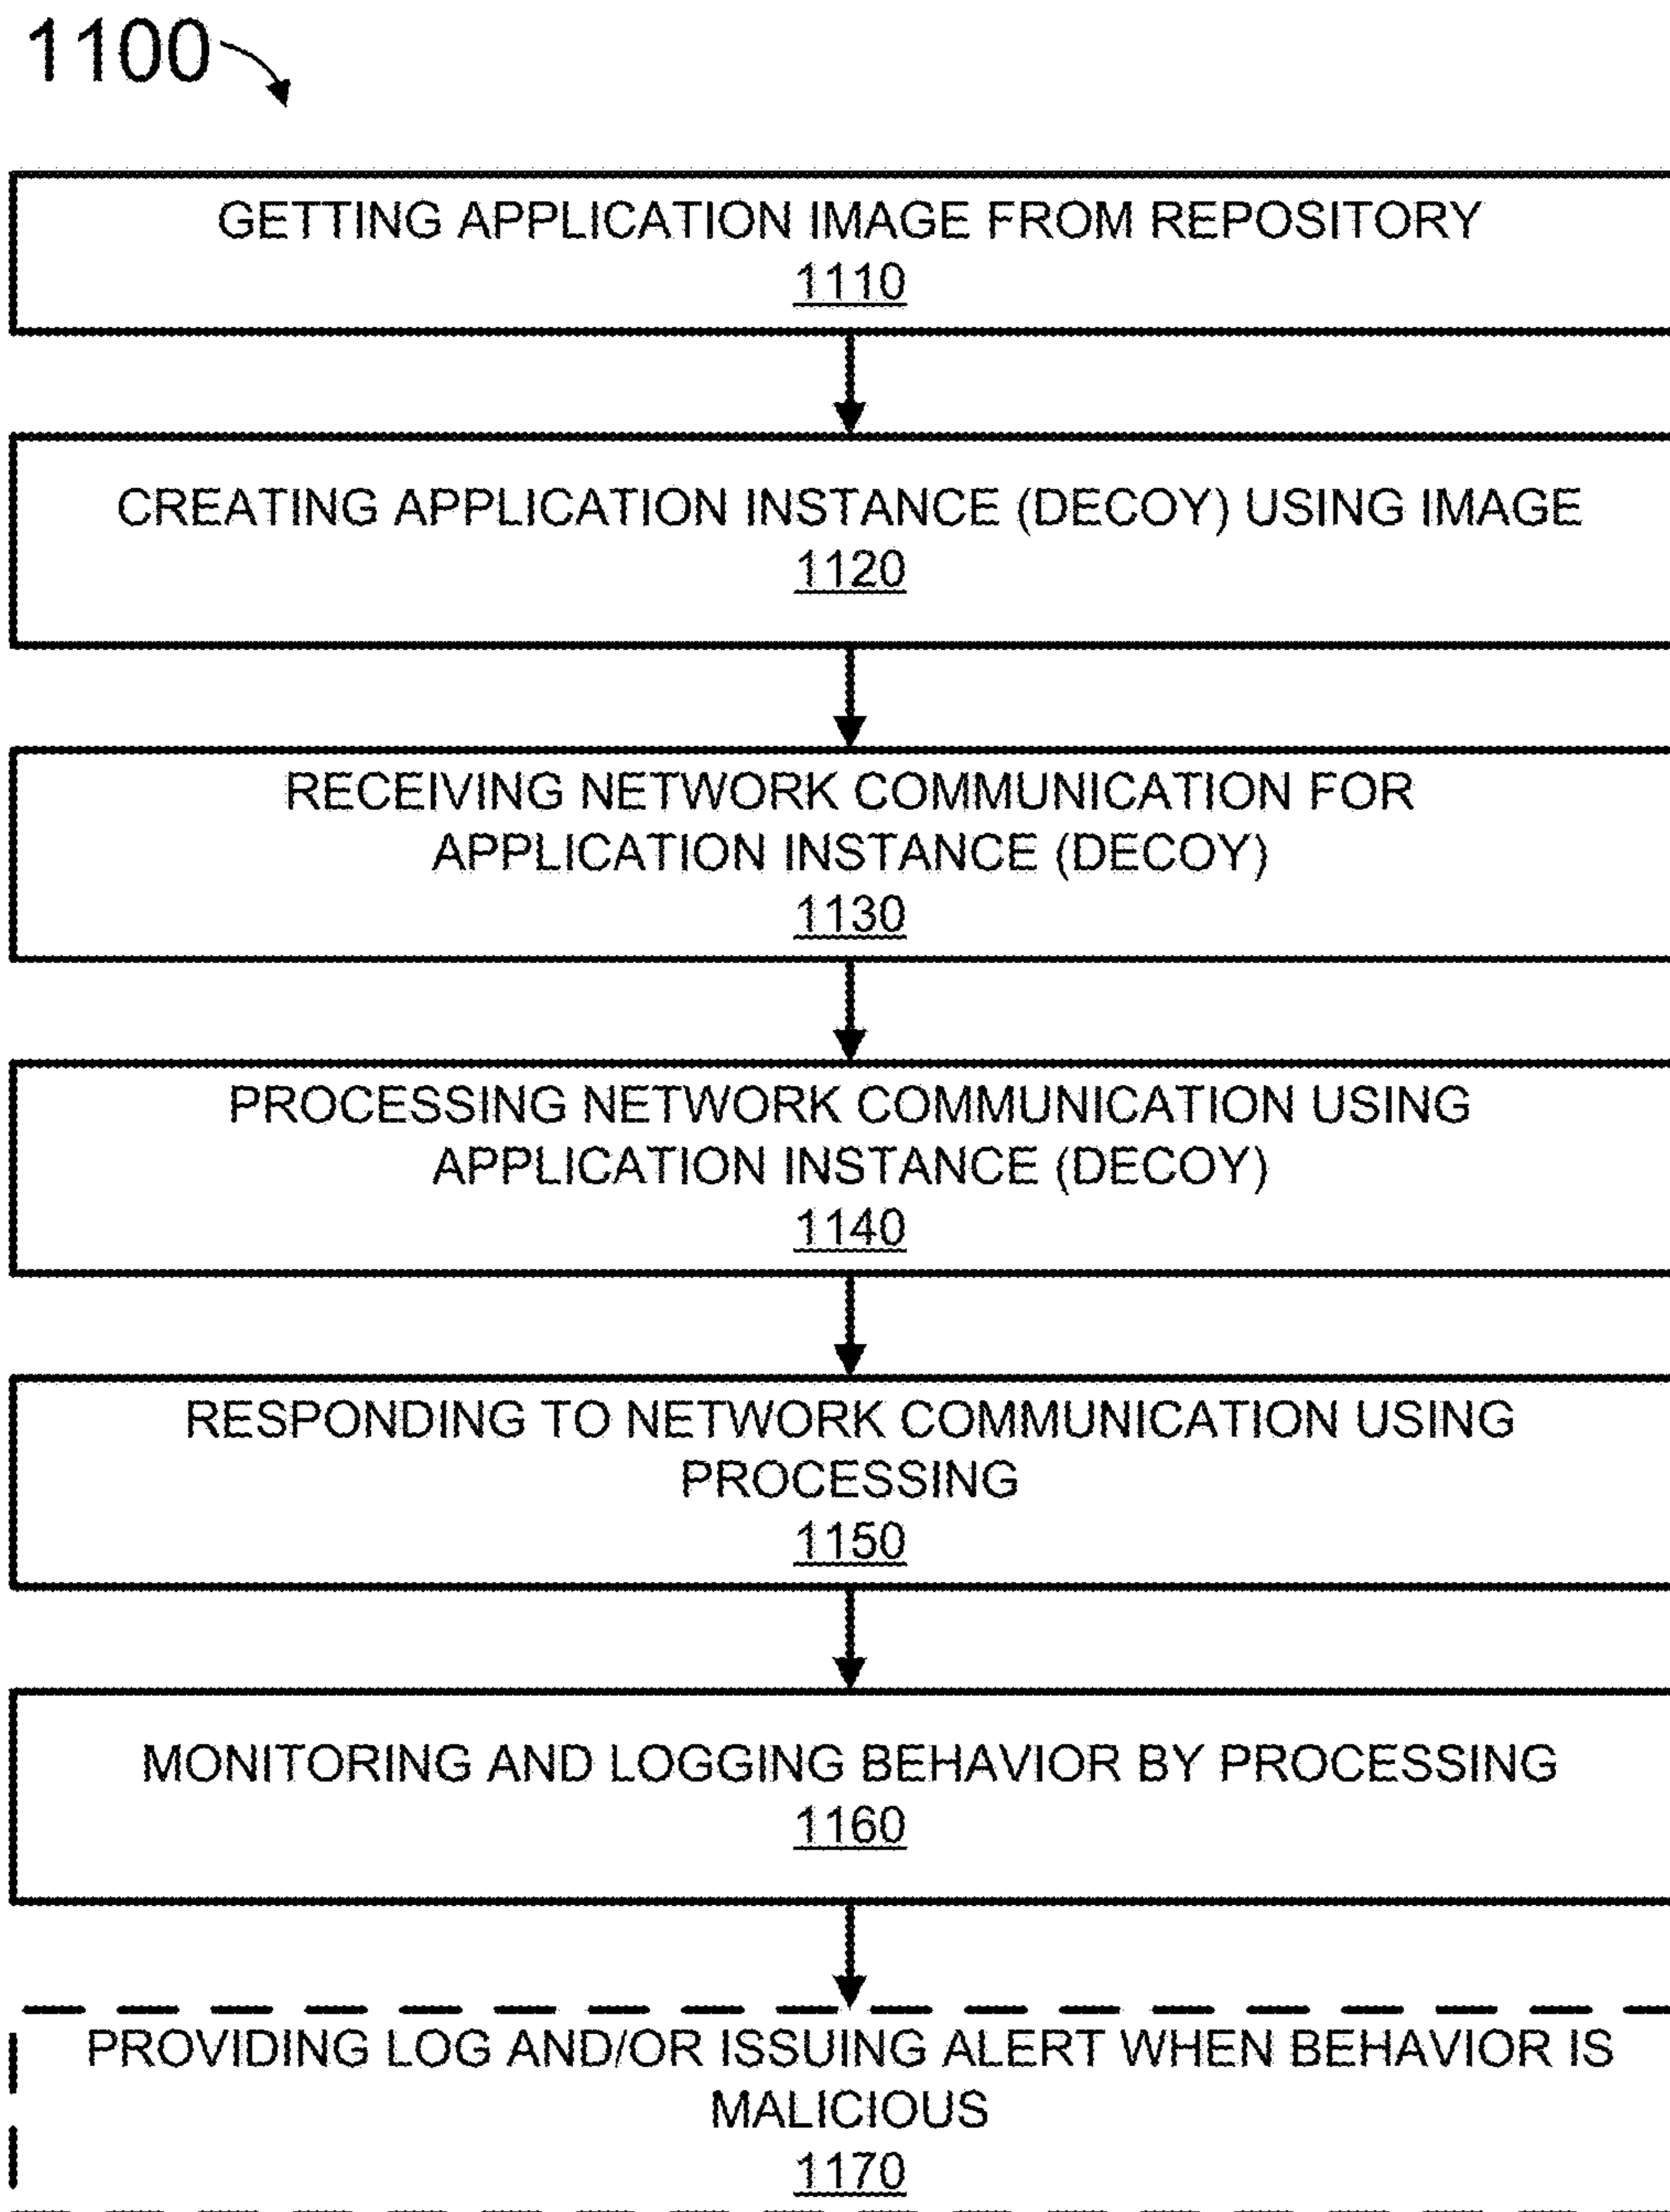 1100
GETTING APPLICATION IMAGE FROM REPOSITORY
1110
CREATING APPLICATION INSTANCE (DECOY) USING IMAGE
1120
RECEIVING NETWORK COMMUNICATION FOR
APPLICATION INSTANCE (DECOY)
1130
PROCESSING NETWORK COMMUNICATION USING
APPLICATION INSTANCE (DECOY)
1140
RESPONDING TO NETWORK COMMUNICATION USING
PROCESSING
1150
MONITORING AND LOGGING BEHAVIOR BY PROCESSING
1160
PROVIDING LOG AND/OR ISSUING ALERT WHEN BEHAVIOR IS
MALICIOUS
1170